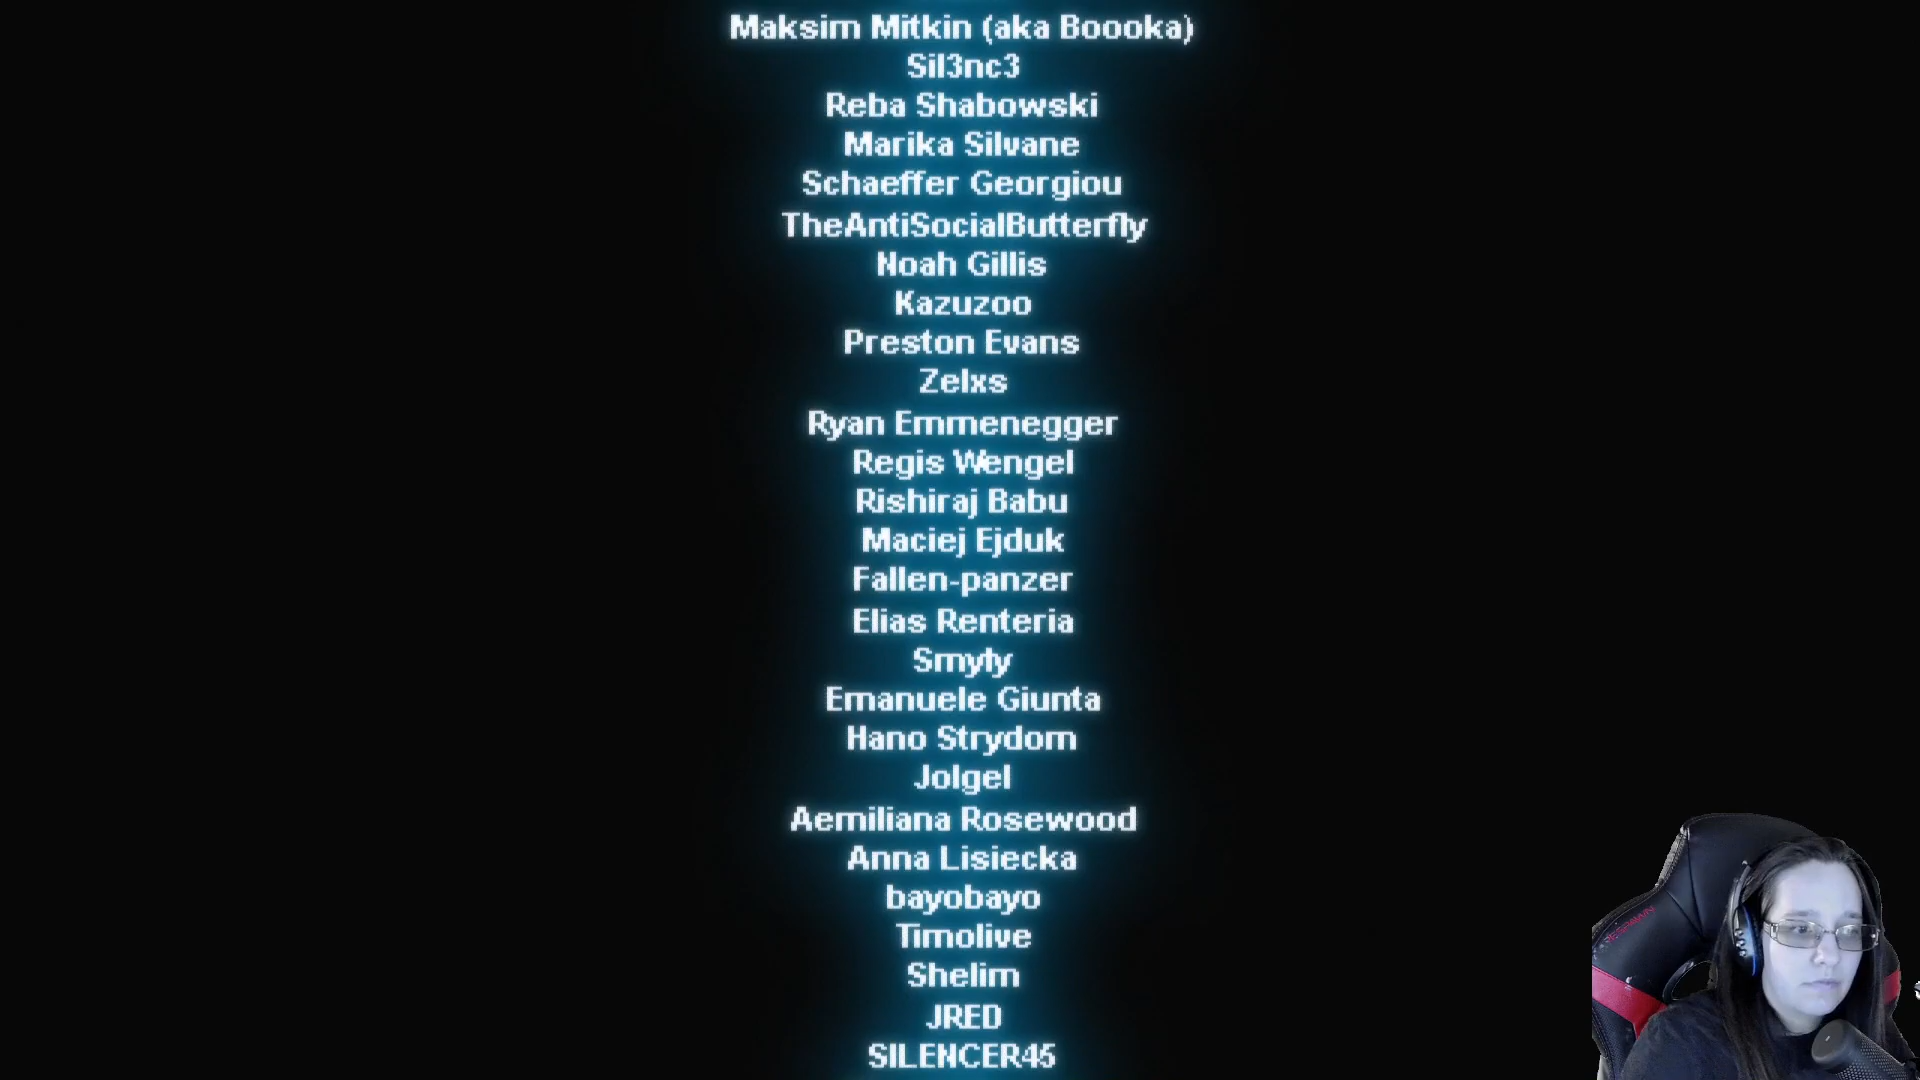 Maksim Mitkin (aka Boooka)
Sil3nc3
Reba Shabowski
Marika Silvane
Schaeffer Georgiou
TheAntiSocialButterfly
Noah Gillis
Kazuzoo
Preston Evans
Zelxs
Ryan Emmenegger
Regis Wengel
Rishiraj Babu
Maciej Ejduk
Fallen-panzer
Elias Renteria
Smyły
Emanuele Giunta
Hano Strydom
Jolgel
Aemiliana Rosewood
Anna Lisiecka
bayobayo
Timolive
Shelim
JRED
SILENCER45